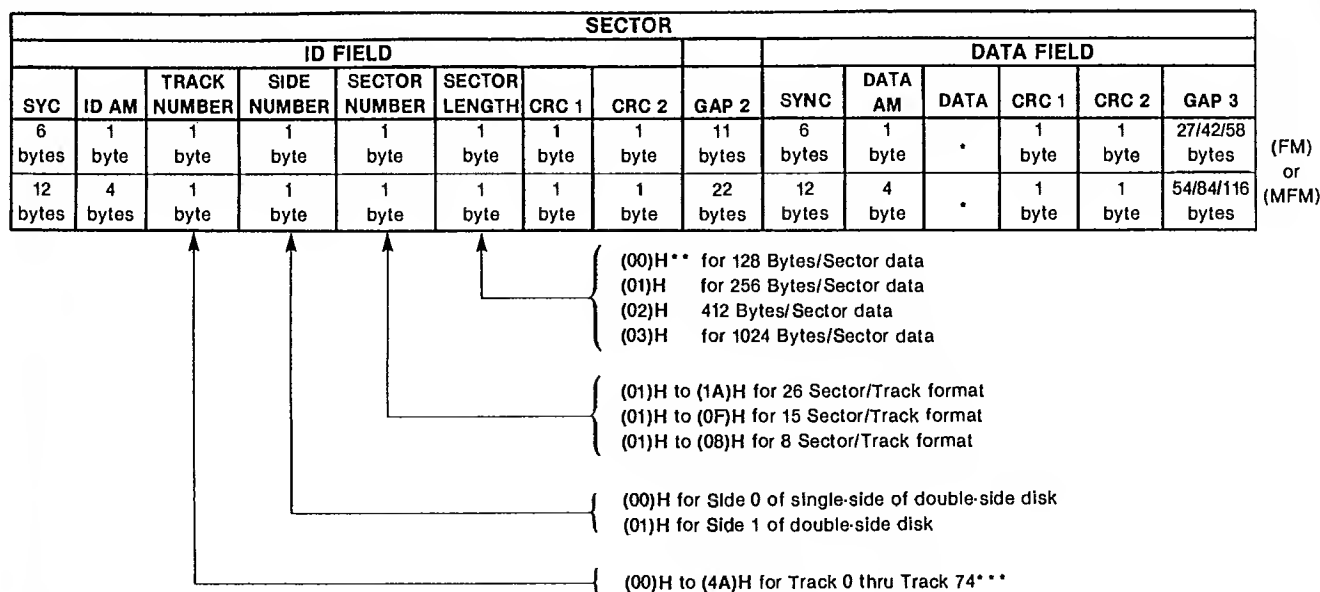 SECTOR
ID FIELD DATA FIELD
SYC ID AM TRACK NUMBER SIDE NUMBER SECTOR NUMBER SECTOR LENGTH CRC 1 CRC 2 GAP 2 SYNC DATA AM DATA CRC 1 CRC 2 GAP 3
6 bytes 1 byte 1 byte 1 byte 1 byte 1 byte 1 byte 1 byte 11 bytes 6 bytes 1 byte * 1 byte 1 byte 27/42/58 bytes (FM)
or
12 bytes 4 bytes 1 byte 1 byte 1 byte 1 byte 1 byte 1 byte 22 bytes 12 bytes 4 bytes * 1 byte 1 byte 54/84/116 bytes (MFM)
(00)H** for 128 Bytes/Sector data
(01)H for 256 Bytes/Sector data
(02)H 412 Bytes/Sector data
(03)H for 1024 Bytes/Sector data
(01)H to (1A)H for 26 Sector/Track format
(01)H to (0F)H for 15 Sector/Track format
(01)H to (08)H for 8 Sector/Track format
(00)H for Side 0 of single-side of double-side disk
(01)H for Side 1 of double-side disk
(00)H to (4A)H for Track 0 thru Track 74***